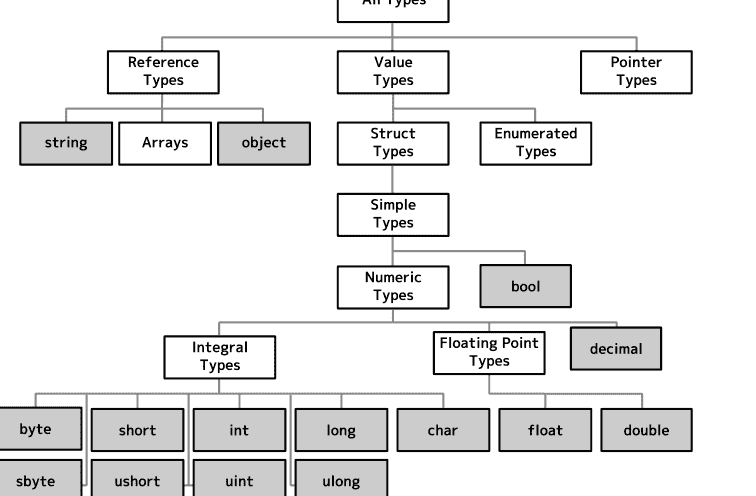 All Types
Reference
Types
Value
Types
Pointer
Types
string
Arrays
object
Struct
Types
Enumerated
Types
Simple
Types
Numeric
Types
bool
Integral
Types
Floating Point
Types
decimal
byte
short
int
long
char
float
double
sbyte
ushort
uint
ulong